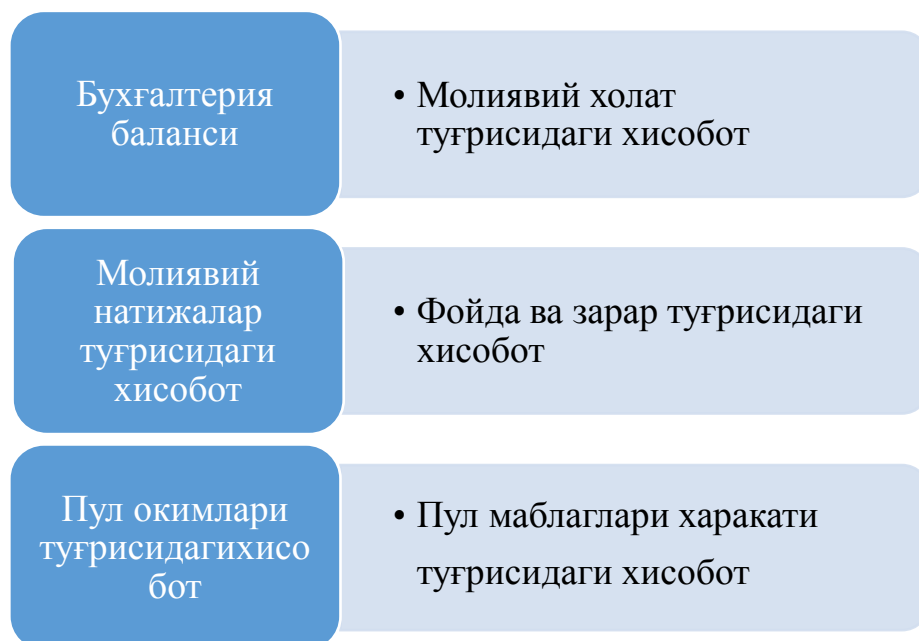 Бухғалтерия
баланси
• Молиявий холат
туғрисидаги хисобот
Молиявий
натижалар
туғрисидаги
хисобот
• Фойда ва зарар туғрисидаги
хисобот
Пул окимлари
туғрисидагихисо
бот
• Пул маблаглари харакати
туғрисидаги хисобот